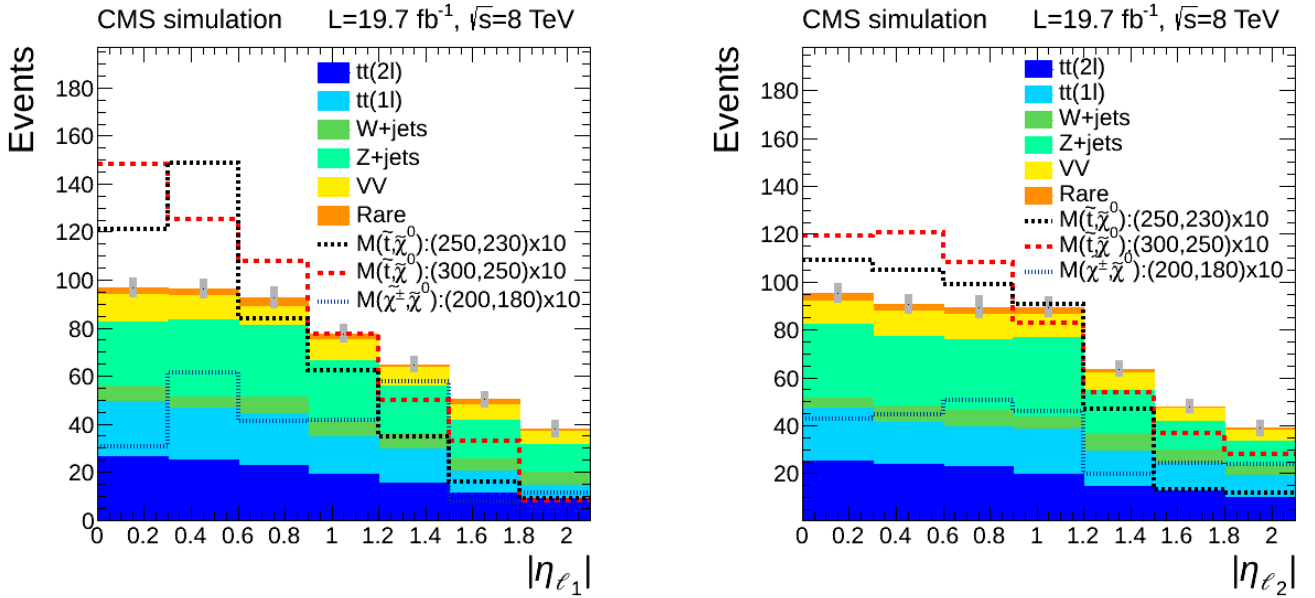 CMS simulation L=19.7 fb⁻¹, √s=8 TeV
Events
180
160
140
120
100
80
60
40
20
0
tt(2l)
tt(1l)
W+jets
Z+jets
VV
Rare
M(t̃,χ̃⁰):(250,230)x10
M(t̃,χ̃⁰):(300,250)x10
M(χ±,χ̃⁰):(200,180)x10
0 0.2 0.4 0.6 0.8 1 1.2 1.4 1.6 1.8 2
|ηℓ₁|
CMS simulation L=19.7 fb⁻¹, √s=8 TeV
Events
180
160
140
120
100
80
60
40
20
0
tt(2l)
tt(1l)
W+jets
Z+jets
VV
Rare
M(t̃,χ̃⁰):(250,230)x10
M(t̃,χ̃⁰):(300,250)x10
M(χ±,χ̃⁰):(200,180)x10
0 0.2 0.4 0.6 0.8 1 1.2 1.4 1.6 1.8 2
|ηℓ₂|